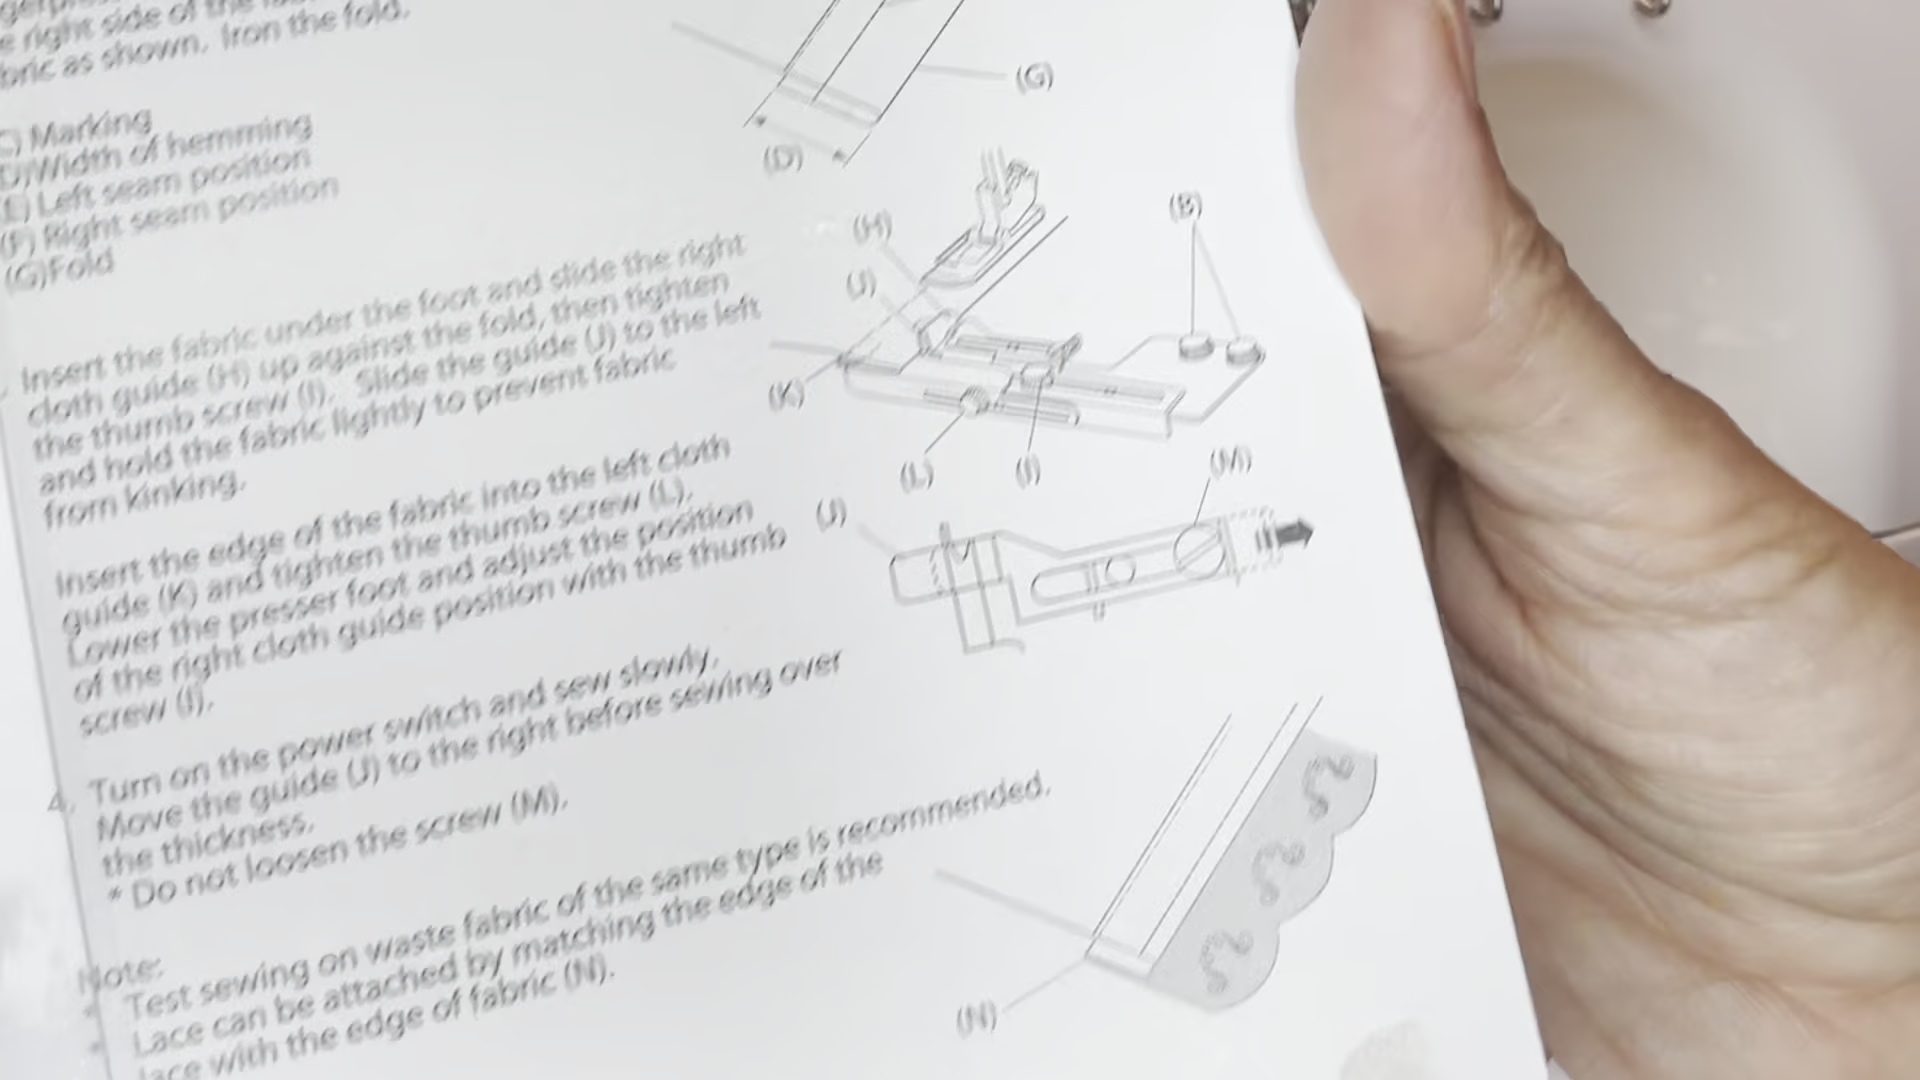 e right side of the
bric as shown. Iron the fold.
C) Marking
D)Width of hemming
(E) Left seam position
(F) Right seam position
(G)Fold
Insert the fabric under the foot and slide the right
cloth guide (H) up against the fold, then tighten
the thumb screw (I). Slide the guide (J) to the left
and hold the fabric lightly to prevent fabric
from kinking.
Insert the edge of the fabric into the left cloth
guide (K) and tighten the thumb screw (L).
Lower the presser foot and adjust the position
of the right cloth guide position with the thumb
screw (I).
4. Turn on the power switch and sew slowly.
Move the guide (J) to the right before sewing over
the thickness.
* Do not loosen the screw (M).
Note:
* Test sewing on waste fabric of the same type is recommended.
* Lace can be attached by matching the edge of the
lace with the edge of fabric (N).
(G)
(D)
(H)
(B)
(J)
(K)
(L)
(I)
(M)
(J)
(N)